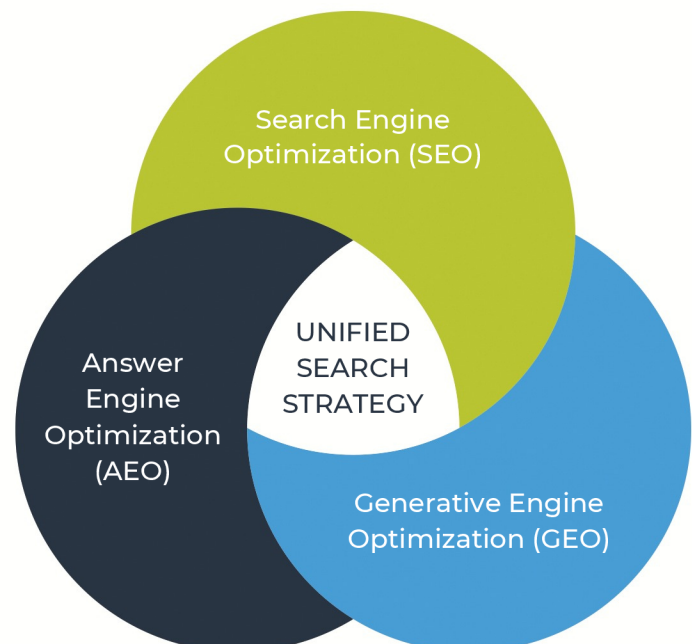 Search Engine
Optimization (SEO)
UNIFIED
SEARCH
STRATEGY
Answer
Engine
Optimization
(AEO)
Generative Engine
Optimization (GEO)